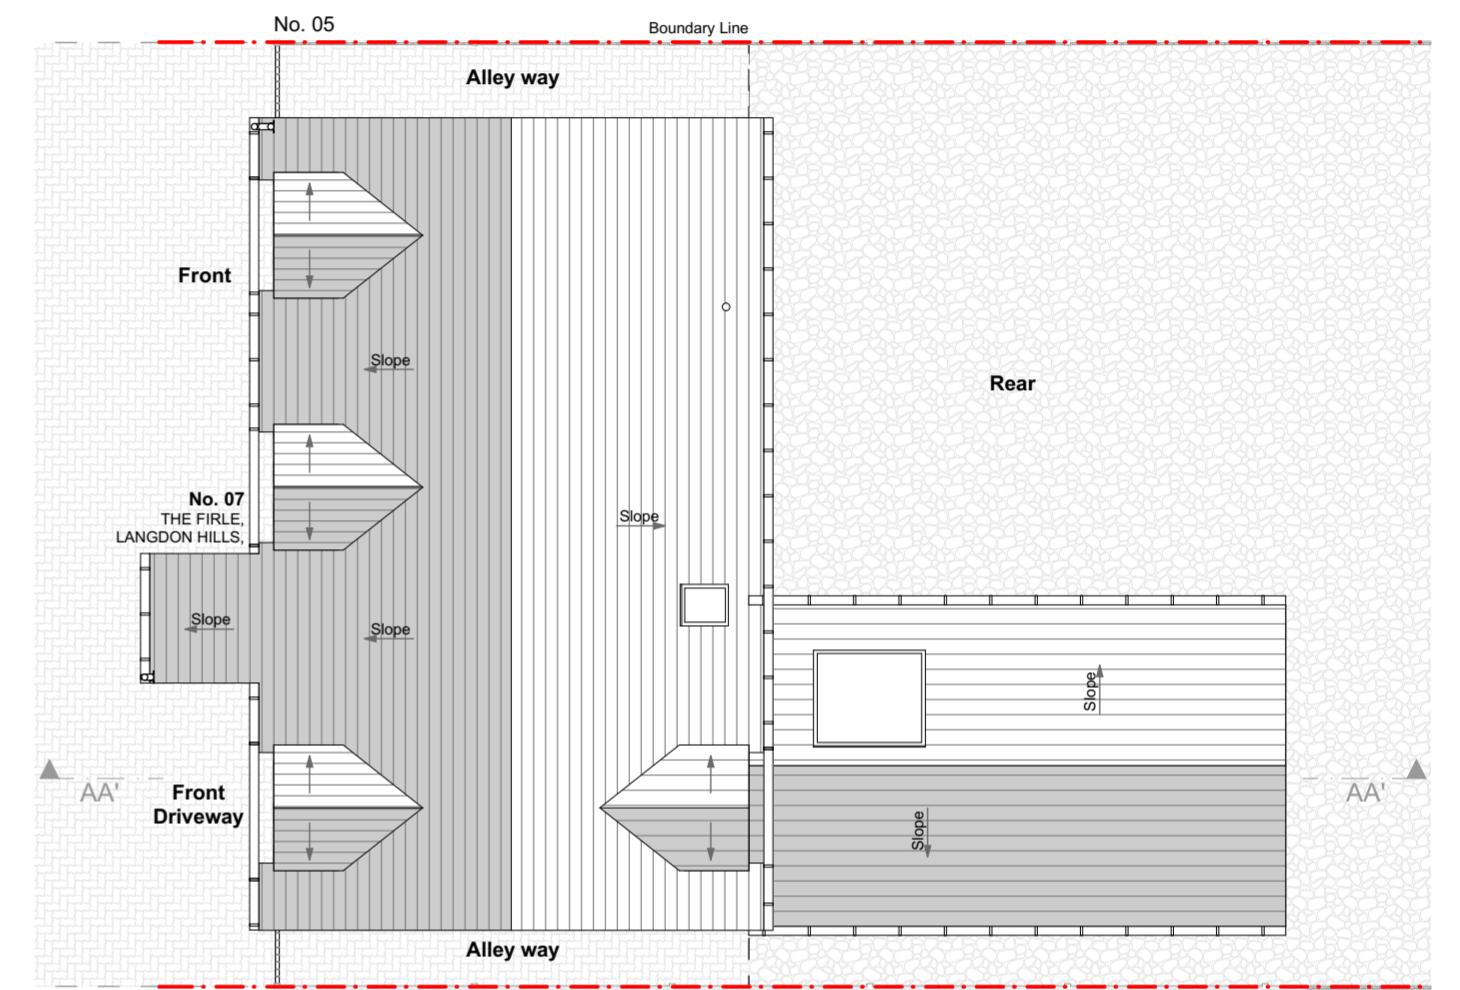 No. 05
Boundary Line
Alley way
Front
Slope
Rear
No. 07
THE FIRLE,
LANGDON HILLS,
Slope
Slope
Slope
Slope
AA'
Front
Driveway
Slope
AA'
Alley way